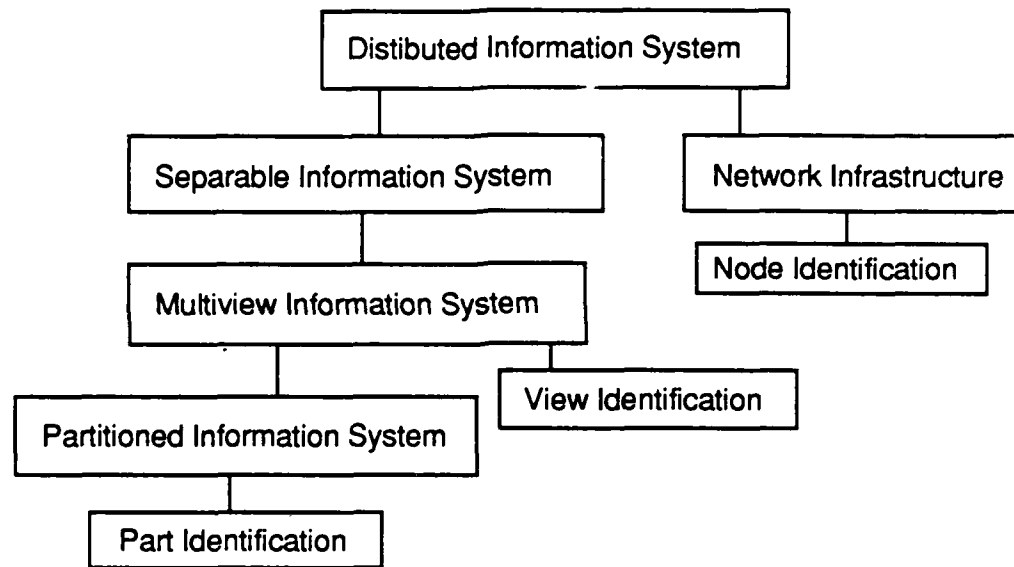 Distibuted Information System
Separable Information System
Network Infrastructure
Multiview Information System
Node Identification
Partitioned Information System
View Identification
Part Identification